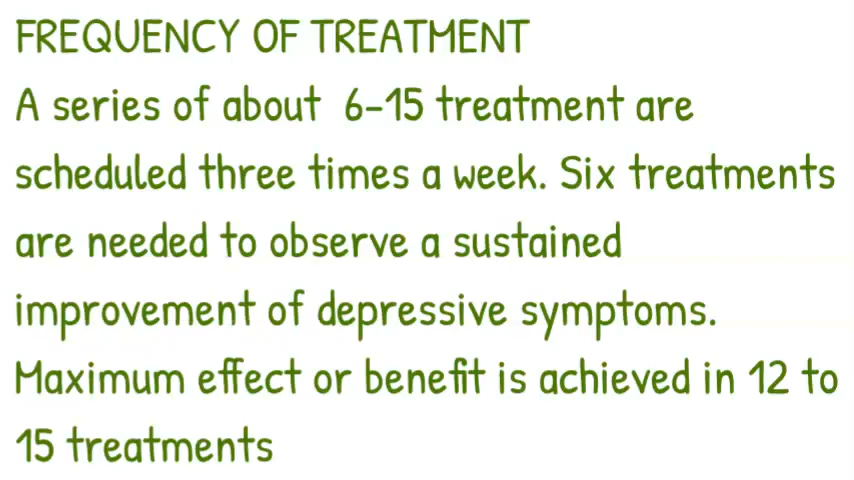 FREQUENCY OF TREATMENT
A series of about 6-15 treatment are
scheduled three times a week. Six treatments
are needed to observe a sustained
improvement of depressive symptoms.
Maximum effect or benefit is achieved in 12 to
15 treatments